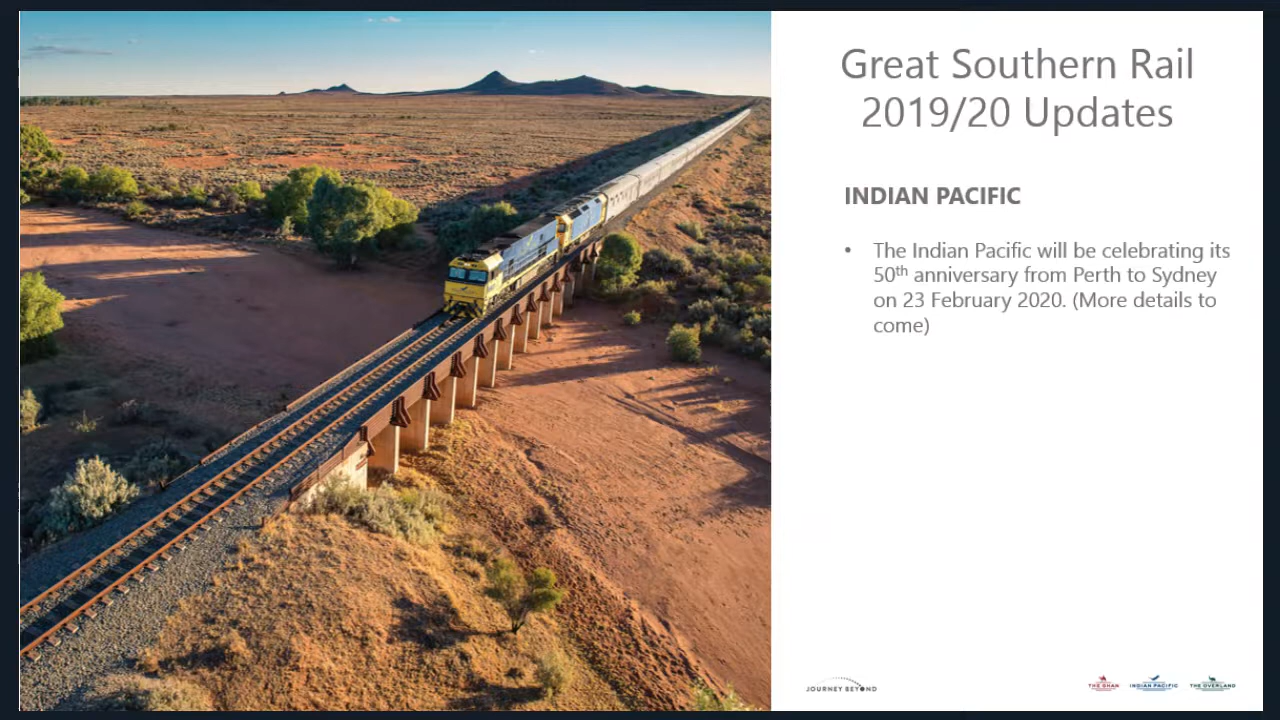 Great Southern Rail
2019/20 Updates
INDIAN PACIFIC
• The Indian Pacific will be celebrating its
50th anniversary from Perth to Sydney
on 23 February 2020. (More details to
come)
JOURNEY BEYOND
THE GHAN
INDIAN PACIFIC
THE OVERLAND